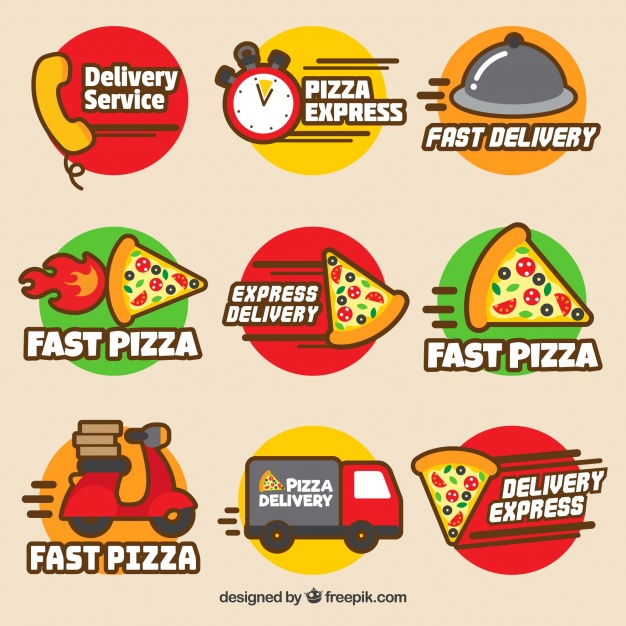 Delivery
Service
PIZZA
EXPRESS
FAST DELIVERY
FAST PIZZA
EXPRESS
DELIVERY
FAST PIZZA
FAST PIZZA
PIZZA
DELIVERY
DELIVERY
EXPRESS
designed by freepik.com